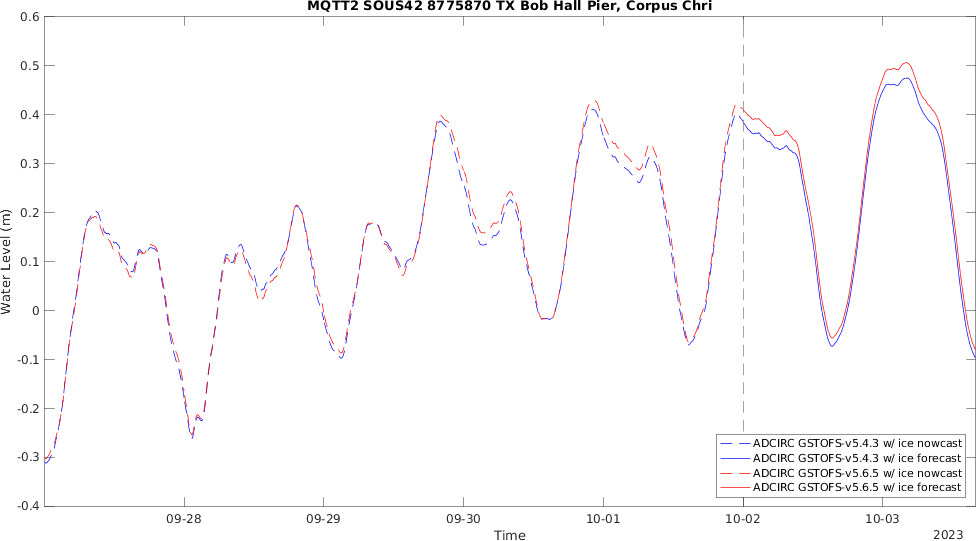 MQTT2 SOUS42 8775870 TX Bob Hall Pier, Corpus Chri
0.6
0.5
0.4
0.3
0.2
0.1
0
-0.1
-0.2
-0.3
-0.4
Water Level (m)
ADCIRC GSTOFS-v5.4.3 w/ ice nowcast
ADCIRC GSTOFS-v5.4.3 w/ ice forecast
ADCIRC GSTOFS-v5.6.5 w/ ice nowcast
ADCIRC GSTOFS-v5.6.5 w/ ice forecast
09-28 09-29 09-30 10-01 10-02 10-03
Time
2023